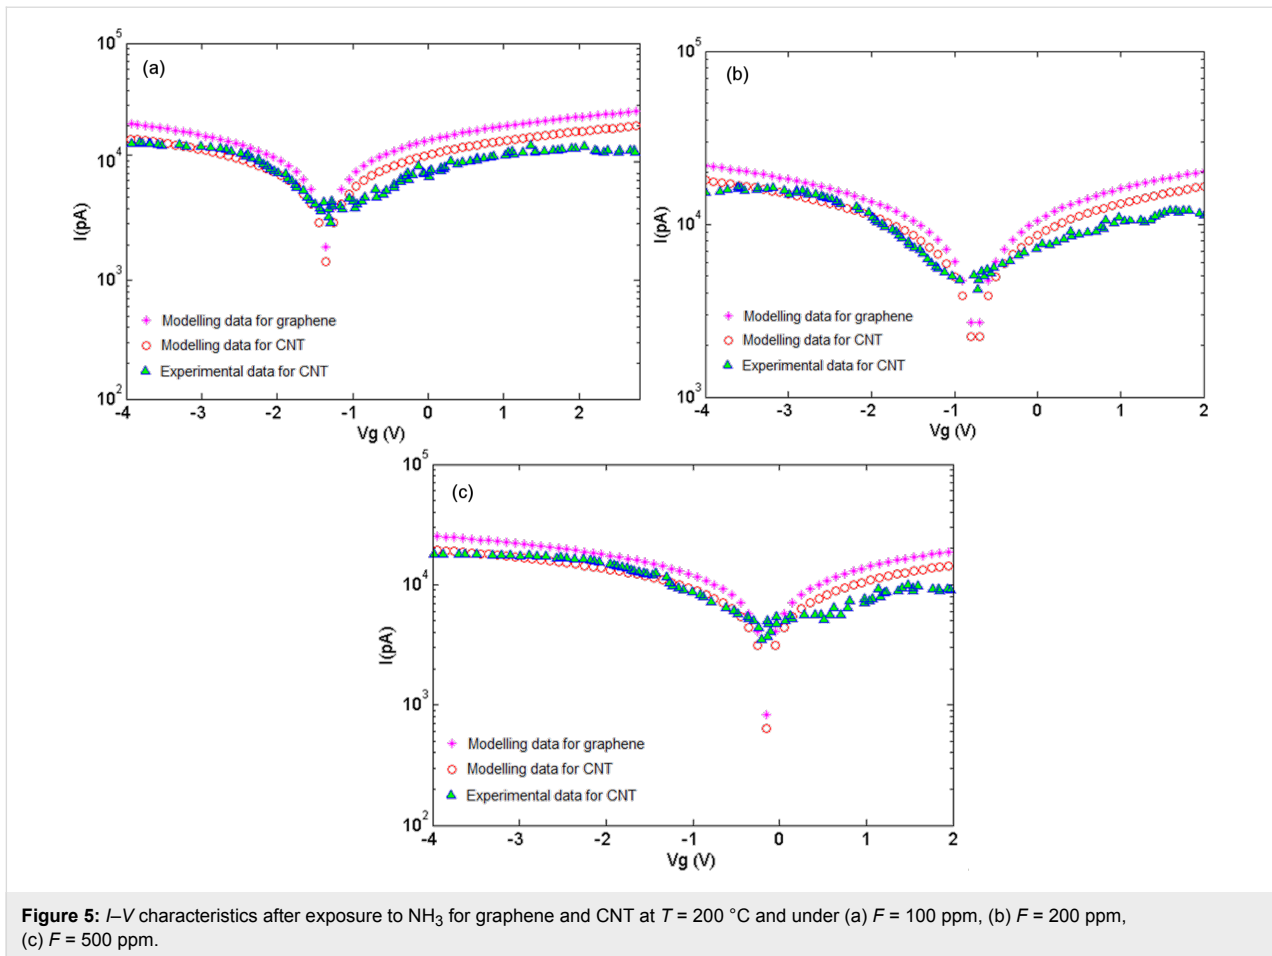 (a)
10^5
10^4
10^3
10^2
I(pA)
Modelling data for graphene
Modelling data for CNT
Experimental data for CNT
-4 -3 -2 -1 0 1 2
Vg (V)
(b)
10^5
10^4
10^3
I(pA)
Modelling data for graphene
Modelling data for CNT
Experimental data for CNT
-4 -3 -2 -1 0 1 2
Vg (V)
(c)
10^5
10^4
10^3
10^2
I(pA)
Modelling data for graphene
Modelling data for CNT
Experimental data for CNT
-4 -3 -2 -1 0 1 2
Vg (V)
Figure 5: I–V characteristics after exposure to NH3 for graphene and CNT at T = 200 °C and under (a) F = 100 ppm, (b) F = 200 ppm,
(c) F = 500 ppm.